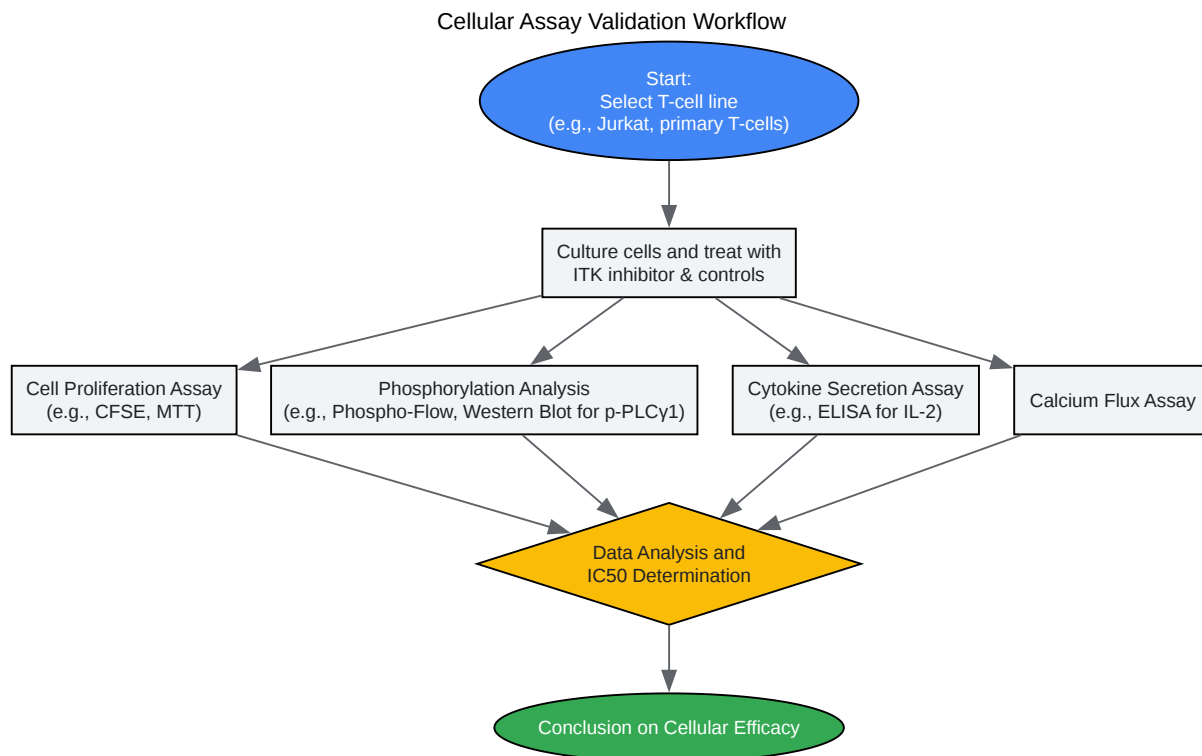 Cellular Assay Validation Workflow
Start:
Select T-cell line
(e.g., Jurkat, primary T-cells)
Culture cells and treat with
ITK inhibitor & controls
Cell Proliferation Assay
(e.g., CFSE, MTT)
Phosphorylation Analysis
(e.g., Phospho-Flow, Western Blot for p-PLCγ1)
Cytokine Secretion Assay
(e.g., ELISA for IL-2)
Calcium Flux Assay
Data Analysis and
IC50 Determination
Conclusion on Cellular Efficacy